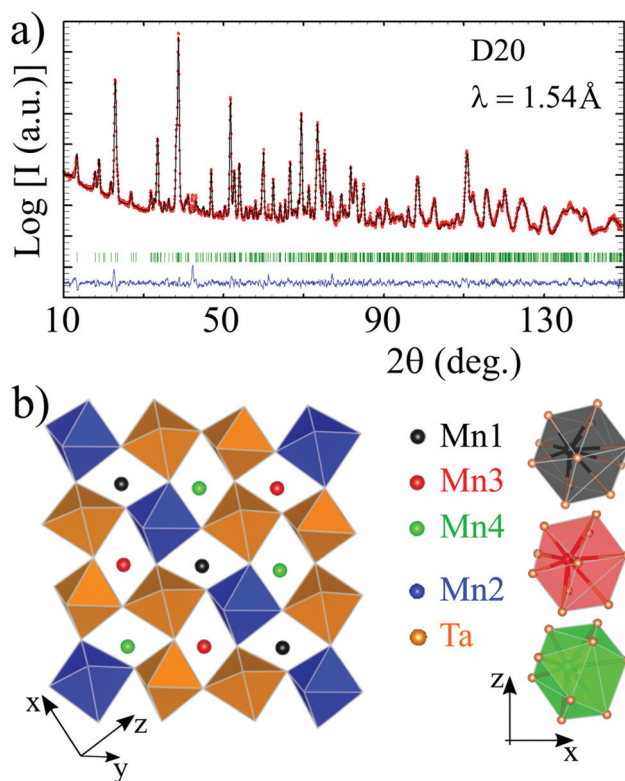 a)
D20
λ = 1.54Å
Log [I (a.u.)]
10 50 90 130
2θ (deg.)
b)
Mn1
Mn3
Mn4
Mn2
Ta
x
z
y
z
x